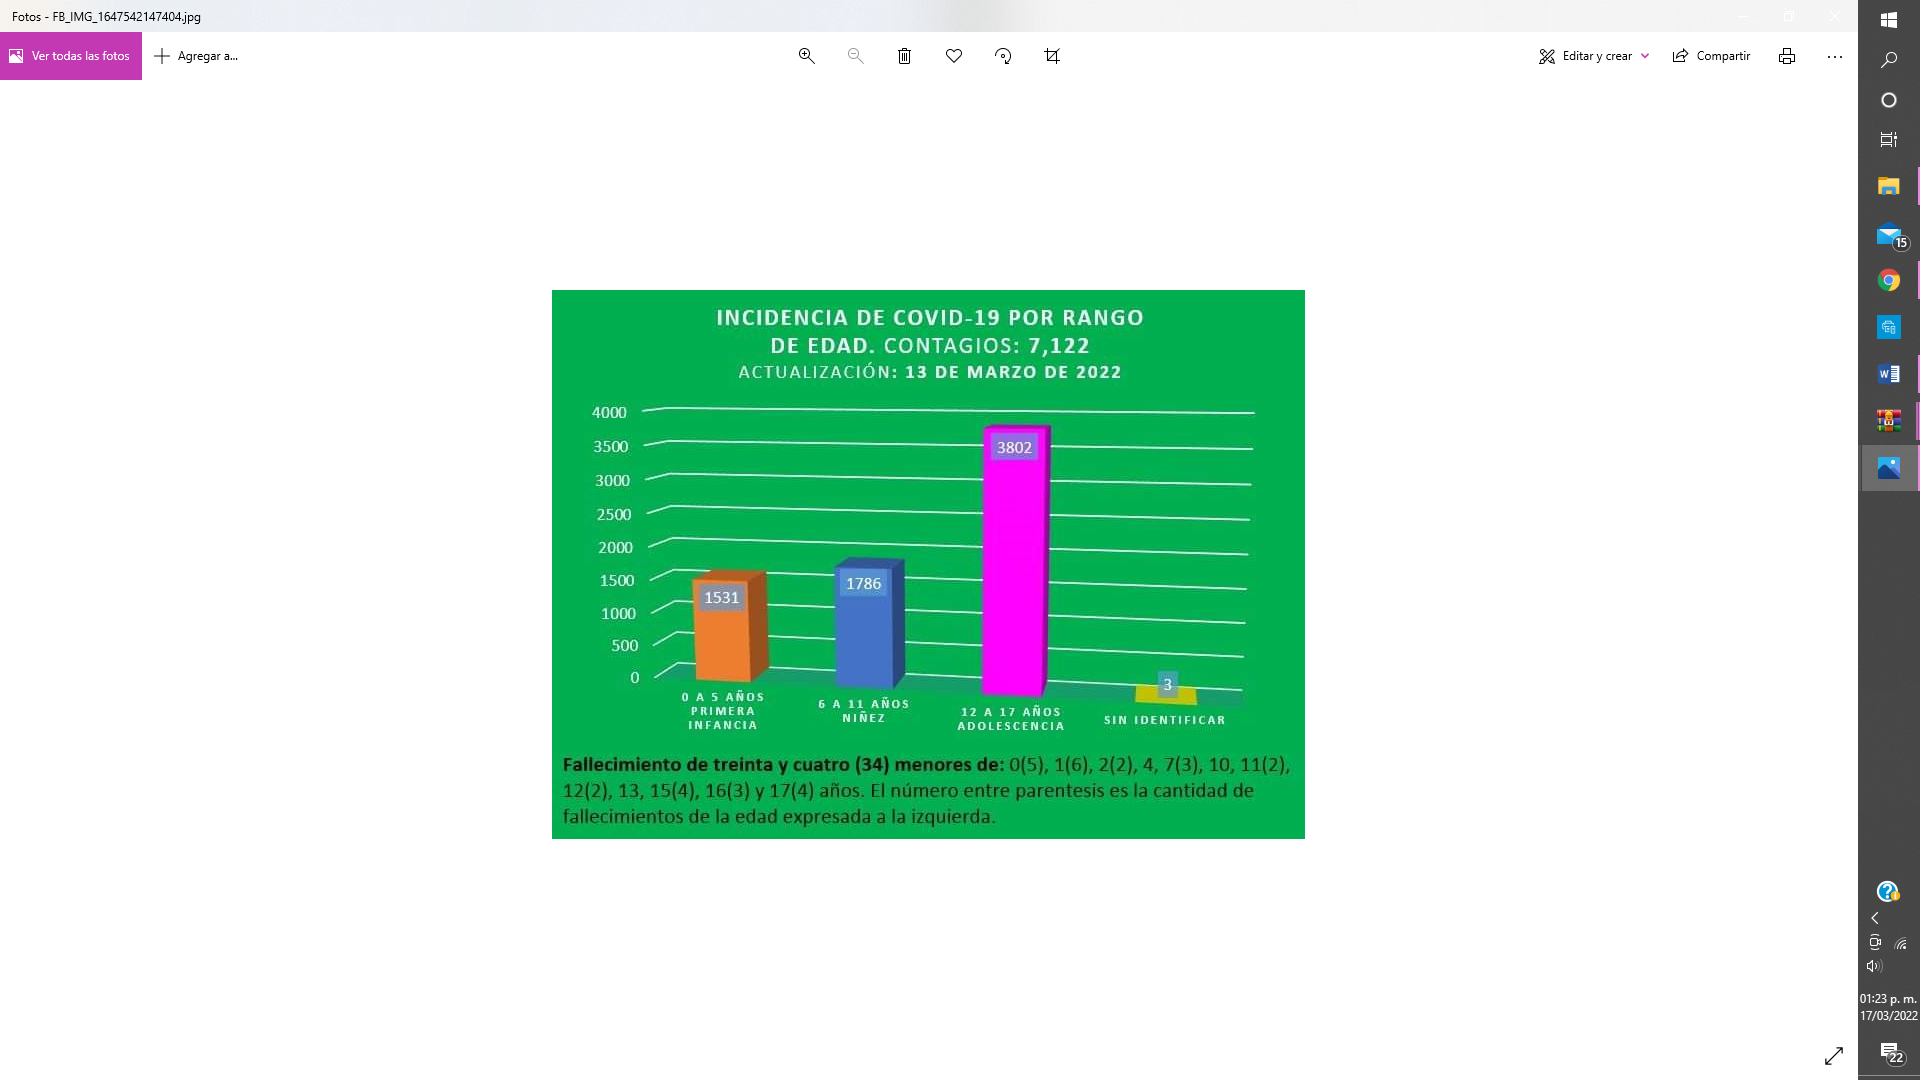 Fotos - FB_IMG_1647542147404.jpg
Ver todas las fotos
Agregar a...
Editar y crear
Compartir
INCIDENCIA DE COVID-19 POR RANGO
DE EDAD. CONTAGIOS: 7,122
ACTUALIZACIÓN: 13 DE MARZO DE 2022
4000
3500
3000
2500
2000
1500
1000
500
0
1531
1786
3802
3
0 A 5 AÑOS
PRIMERA
INFANCIA
6 A 11 AÑOS
NIÑEZ
12 A 17 AÑOS
ADOLESCENCIA
SIN IDENTIFICAR
Fallecimiento de treinta y cuatro (34) menores de: 0(5), 1(6), 2(2), 4, 7(3), 10, 11(2),
12(2), 13, 15(4), 16(3) y 17(4) años. El número entre parentesis es la cantidad de
fallecimientos de la edad expresada a la izquierda.
15
W
01:23 p. m.
17/03/2022
22